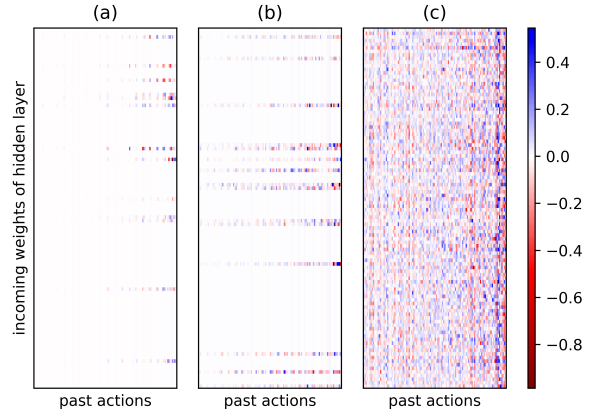 (a) (b) (c)
incoming weights of hidden layer
past actions past actions past actions
0.4
0.2
0.0
−0.2
−0.4
−0.6
−0.8